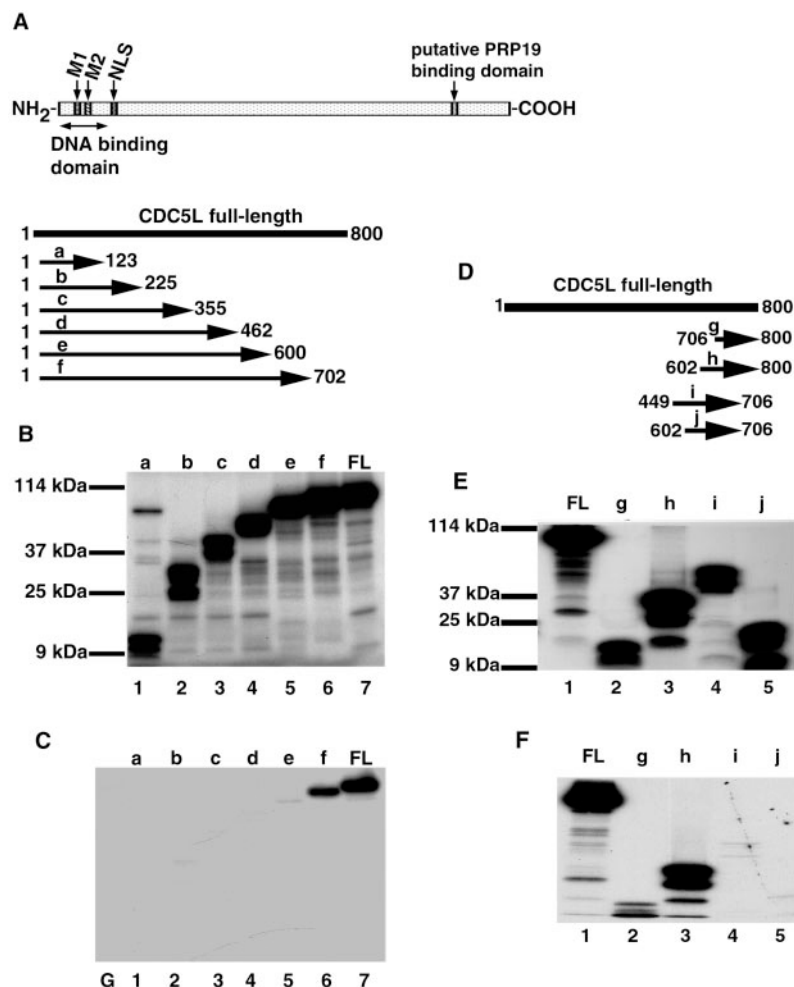 A
M1 M2 NLS
putative PRP19
binding domain
NH2- -COOH
DNA binding
domain
CDC5L full-length
1 800
a
1 123
b
1 225
c
1 355
d
1 462
e
1 600
f
1 702
B
a b c d e f FL
114 kDa
37 kDa
25 kDa
9 kDa
1 2 3 4 5 6 7
C
a b c d e f FL
G 1 2 3 4 5 6 7
D
CDC5L full-length
1 800
g
706 800
h
602 800
i
449 706
j
602 706
E
FL g h i j
114 kDa
37 kDa
25 kDa
9 kDa
1 2 3 4 5
F
FL g h i j
1 2 3 4 5